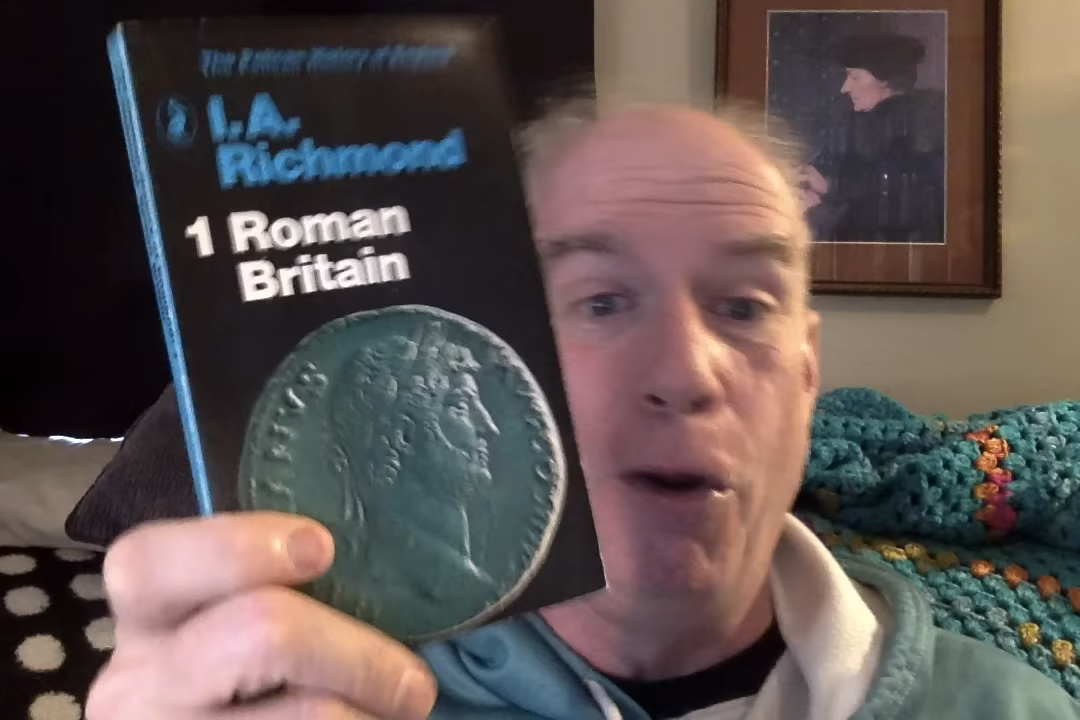 The Pelican History of England
I.A.
Richmond
1 Roman
Britain